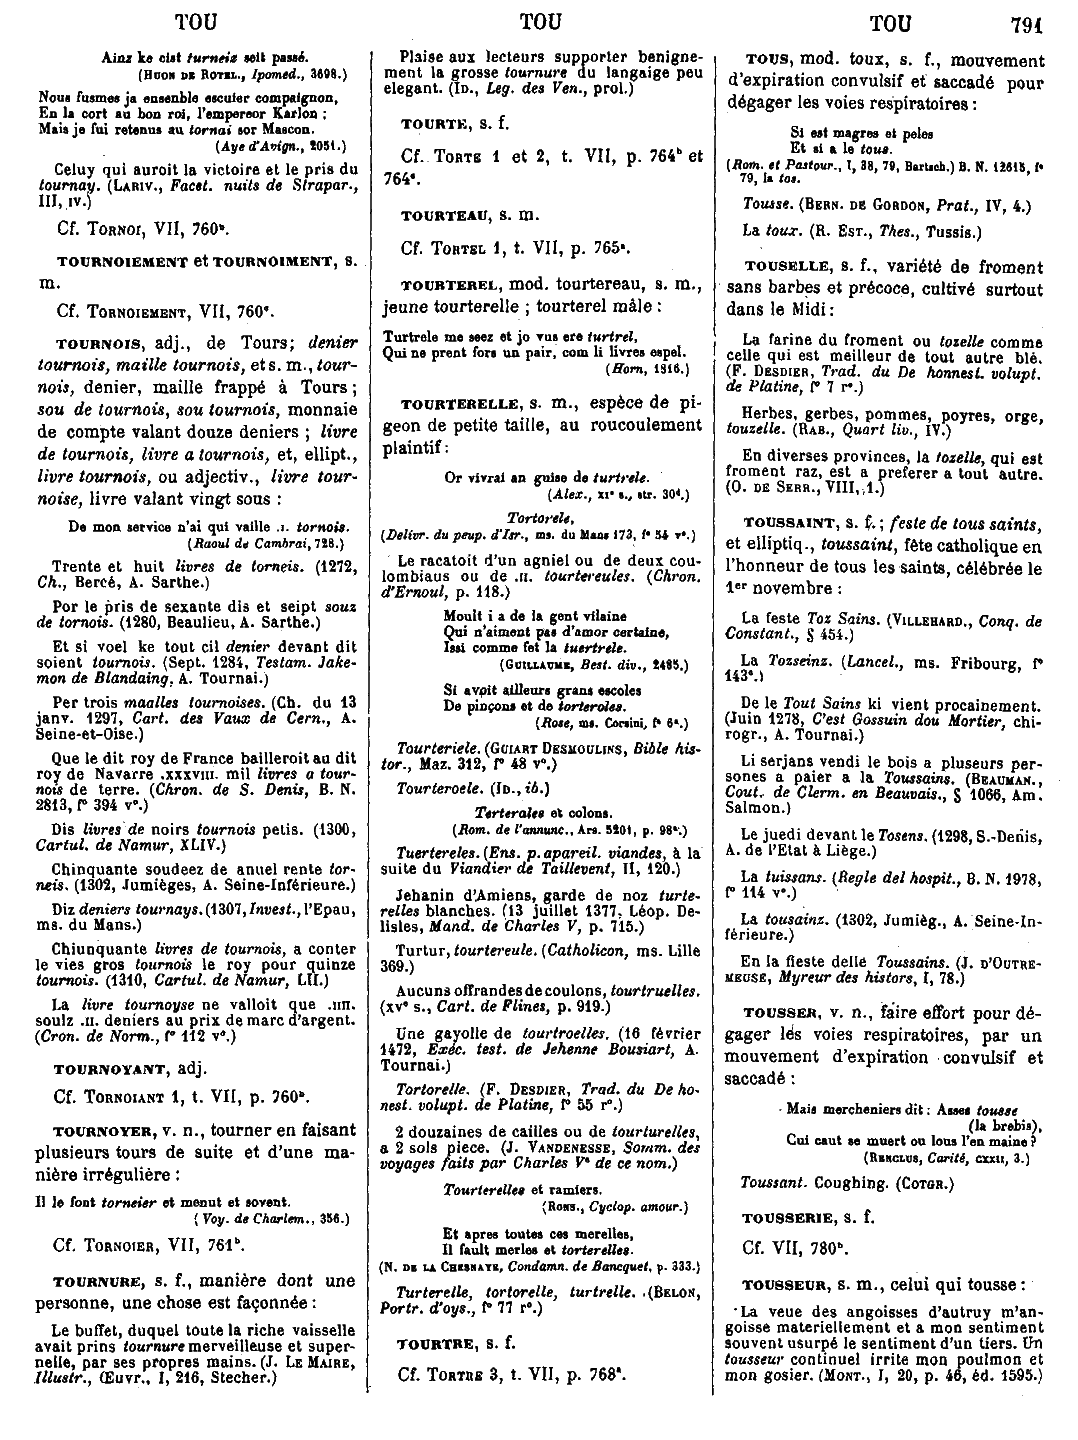 TOU
TOU
TOU
791
Ainz ke clst turneiz seit passé.
(HUON DE ROTEL., Ipomed., 3698.)
Nous fusmes ja ensenble escuier compaignon,
En la cort au bon roi, l'empereor Karlon ;
Mais je fui retenus au tornai sor Mascon.
(Aye d'Avign., 2051.)
Celuy qui auroit la victoire et le pris du
tournay. (LARIV., Facet. nuits de Strapar.,
III, IV.)
Cf. TORNOI, VII, 760b.
TOURNOIEMENT et TOURNOIMENT, s.
m.
Cf. TORNOIEMENT, VII, 760c.
TOURNOIS, adj., de Tours; denier
tournois, maille tournois, et s. m., tour-
nois, denier, maille frappé à Tours ;
sou de tournois, sou tournois, monnaie
de compte valant douze deniers ; livre
de tournois, livre a tournois, et, ellipt.,
livre tournois, ou adjectiv., livre tour-
noise, livre valant vingt sous :
De mon service n'ai qui vaille .I. tornois.
(Raoul de Cambrai, 728.)
Trente et huit livres de torneis. (1272,
Ch., Bercé, A. Sarthe.)
Por le pris de sexante dis et seipt souz
de tornois. (1280, Beaulieu, A. Sarthe.)
Et si voel ke tout cil denier devant dit
soient tournois. (Sept. 1284, Testam. Jake-
mon de Blandaing, A. Tournai.)
Per trois maalles tournoises. (Ch. du 13
janv. 1297, Cart. des Vaux de Cern., A.
Seine-et-Oise.)
Que le dit roy de France bailleroit au dit
roy de Navarre .XXXVIII. mil livres a tour-
nois de terre. (Chron. de S. Denis, B. N.
2813, f° 394 v°.)
Dis livres de noirs tournois petis. (1300,
Cartul. de Namur, XLIV.)
Chinquante soudeez de anuel rente tor-
neis. (1302, Jumièges, A. Seine-Inférieure.)
Diz deniers tournays. (1307, Invest., l'Epau,
ms. du Mans.)
Chiunquante livres de tournois, a conter
le vies gros tournois le roy pour quinze
tournois. (1310, Cartul. de Namur, LII.)
La livre tournoyse ne valloit que .IIII.
soulz .II. deniers au prix de marc d'argent.
(Cron. de Norm., f° 112 v°.)
TOURNOYANT, adj.
Cf. TORNOIANT 1, t. VII, p. 760b.
TOURNOYER, v. n., tourner en faisant
plusieurs tours de suite et d'une ma-
nière irrégulière :
Il le font torneier et menut et sovent.
(Voy. de Charlem., 356.)
Cf. TORNOIER, VII, 761b.
TOURNURE, s. f., manière dont une
personne, une chose est façonnée :
Le buffet, duquel toute la riche vaisselle
avait prins tournure merveilleuse et super-
nelle, par ses propres mains. (J. LE MAIRE,
Illustr., Œuvr., I, 216, Stecher.)
Plaise aux lecteurs supporter benigne-
ment la grosse tournure du langaige peu
elegant. (ID., Leg. des Ven., prol.)
TOURTE, s. f.
Cf. TORTE 1 et 2, t. VII, p. 764b et
764c.
TOURTEAU, s. m.
Cf. TORTEL 1, t. VII, p. 765a.
TOURTEREL, mod. tourtereau, s. m.,
jeune tourterelle ; tourterel mâle :
Turtrele me seez et jo vus ere turtrel,
Qui ne prent fors un pair, com li livres espel.
(Horn, 1816.)
TOURTERELLE, s. m., espèce de pi-
geon de petite taille, au roucoulement
plaintif :
Or vivrai an guise de turtrele.
(Alex., XIe s., str. 30d.)
Tortorele,
(Delivr. du peup. d'Isr., ms. du Mans 173, f° 54 v°.)
Le racatoit d'un agniel ou de deux cou-
lombiaus ou de .II. tourtereules. (Chron.
d'Ernoul, p. 118.)
Moult i a de la gent vilaine
Qui n'aiment pas d'amor certaine,
Issi comme fet la tuertrele.
(GUILLAUME, Best. div., 2485.)
Si avoit ailleurs grans escoles
De pinçons et de torteroles.
(Rose, ms. Corsini, f° 6a.)
Tourteriele. (GUIART DESMOULINS, Bible his-
tor., Maz. 312, f° 48 v°.)
Tourteroele. (ID., ib.)
Terterales et colons.
(Rom. de l'annunc., Ars. 5201, p. 98a.)
Tuertereles. (Ens. p. apareil. viandes, à la
suite du Viandier de Taillevent, II, 120.)
Jehanin d'Amiens, garde de noz turte-
relles blanches. (13 juillet 1377, Léop. De-
lisles, Mand. de Charles V, p. 715.)
Turtur, tourtereule. (Catholicon, ms. Lille
369.)
Aucuns offrandes de coulons, tourtruelles.
(XVe s., Cart. de Flines, p. 919.)
Une gayolle de tourtroelles. (16 février
1472, Exéc. test. de Jehenne Bousiart, A.
Tournai.)
Tortorelle. (F. DESDIER, Trad. du De ho-
nest. volupt. de Platine, f° 55 r°.)
2 douzaines de cailles ou de tourturelles,
a 2 sols piece. (J. VANDENESSE, Somm. des
voyages faits par Charles Ve de ce nom.)
Tourterelles et ramiers.
(RONS., Cyclop. amour.)
Et apres toutes ces merelles,
Il fault merles et torterelles.
(N. DE LA CHESNAYE, Condamn. de Bancquet, p. 333.)
Turterelle, tortorelle, turtrelle. (BELON,
Portr. d'oys., f° 77 r°.)
TOURTRE, s. f.
Cf. TORTRE 3, t. VII, p. 768a.
TOUS, mod. toux, s. f., mouvement
d'expiration convulsif et saccadé pour
dégager les voies respiratoires :
Si est magres et peles
Et si a le tous.
(Rom. et Pastour., I, 38, 79, Bartsch.) B. N. 12615, f°
79, la tos.
Tousse. (BERN. DE GORDON, Prat., IV, 4.)
La toux. (R. EST., Thes., Tussis.)
TOUSELLE, s. f., variété de froment
sans barbes et précoce, cultivé surtout
dans le Midi :
La farine du froment ou tozelle comme
celle qui est meilleur de tout autre blé.
(F. DESDIER, Trad. du De honnest. volupt.
de Platine, f° 7 r°.)
Herbes, gerbes, pommes, poyres, orge,
touzelle. (RAB., Quart liv., IV.)
En diverses provinces, la tozelle, qui est
froment raz, est a preferer a tout autre.
(O. DE SERR., VIII, 1.)
TOUSSAINT, s. f. ; feste de tous saints,
et elliptiq., toussaint, fête catholique en
l'honneur de tous les saints, célébrée le
1er novembre :
La feste Toz Sains. (VILLEHARD., Conq. de
Constant., § 454.)
La Tozseinz. (Lancel., ms. Fribourg, f°
143c.)
De le Tout Sains ki vient procainement.
(Juin 1278, C'est Gossuin dou Mortier, chi-
rogr., A. Tournai.)
Li serjans vendi le bois a pluseurs per-
sones a paier a la Toussains. (BEAUMAN.,
Cout. de Clerm. en Beauvais., § 1066, Am.
Salmon.)
Le juedi devant le Tosens. (1298, S.-Denis,
A. de l'Etat à Liège.)
La tuissans. (Regle del hospit., B. N. 1978,
f° 114 v°.)
La tousainz. (1302, Jumièg., A. Seine-In-
férieure.)
En la fieste delle Toussains. (J. D'OUTRE-
MEUSE, Myreur des histors, I, 78.)
TOUSSER, v. n., faire effort pour dé-
gager les voies respiratoires, par un
mouvement d'expiration convulsif et
saccadé :
Mais mercheniers dit : Asses tousse
(la brebis),
Cui caut se muert ou lous l'en maine ?
(RENCLUS, Carité, CXXII, 3.)
Toussant. Coughing. (COTGR.)
TOUSSERIE, s. f.
Cf. VII, 780b.
TOUSSEUR, s. m., celui qui tousse :
La veue des angoisses d'autruy m'an-
goisse materiellement et a mon sentiment
souvent usurpé le sentiment d'un tiers. Un
tousseur continuel irrite mon poulmon et
mon gosier. (MONT., I, 20, p. 46, éd. 1595.)